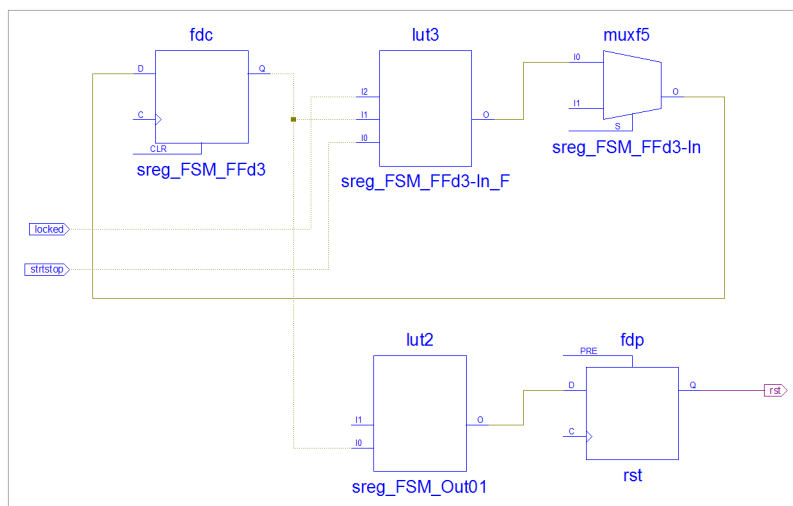 fdc
lut3
muxf5
D
Q
C
CLR
sreg_FSM_FFd3
I2
I1
I0
O
sreg_FSM_FFd3-In_F
I0
I1
S
O
sreg_FSM_FFd3-In
locked
strtstop
lut2
fdp
I1
I0
O
sreg_FSM_Out01
PRE
D
Q
C
rst
rst